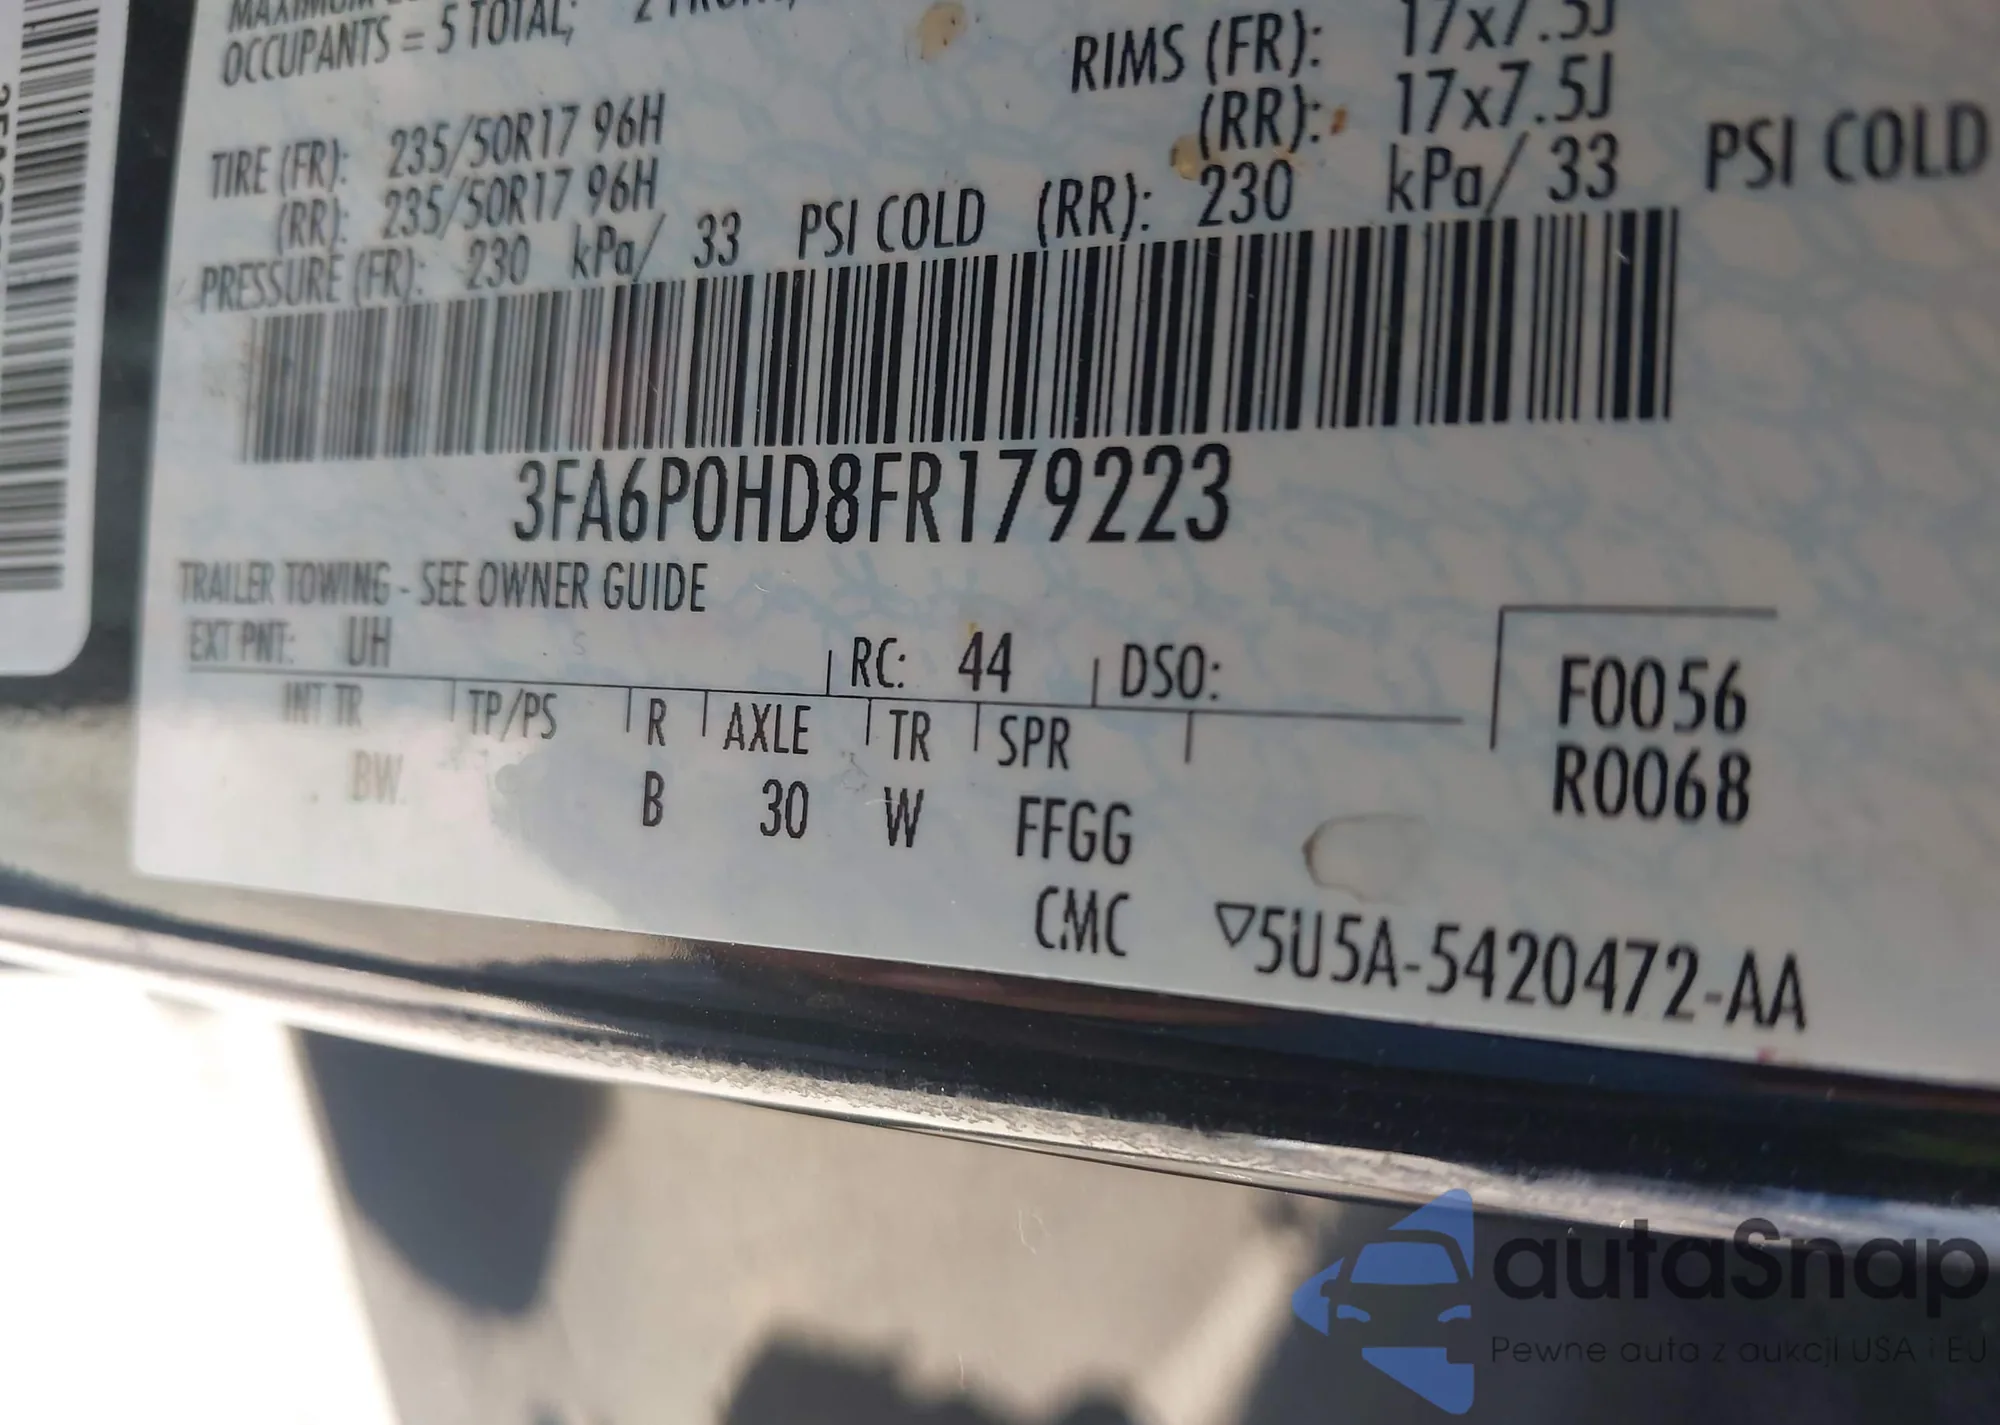 OCCUPANTS = 5 TOTAL;
RIMS (FR): 17x7.5J
(RR): 17x7.5J
TIRE (FR): 235/50R17 96H
(RR): 235/50R17 96H
PRESSURE (FR): 230 kPa/ 33 PSI COLD (RR): 230 kPa/ 33 PSI COLD
3FA6P0HD8FR179223
TRAILER TOWING - SEE OWNER GUIDE
EXT PNT: UH RC: 44 DSO:
INT TR TP/PS R AXLE TR SPR
BW B 30 W FFGG
CMC
F0056
R0068
▽5U5A-5420472-AA
autaSnap
Pewne auta z aukcji USA i EU